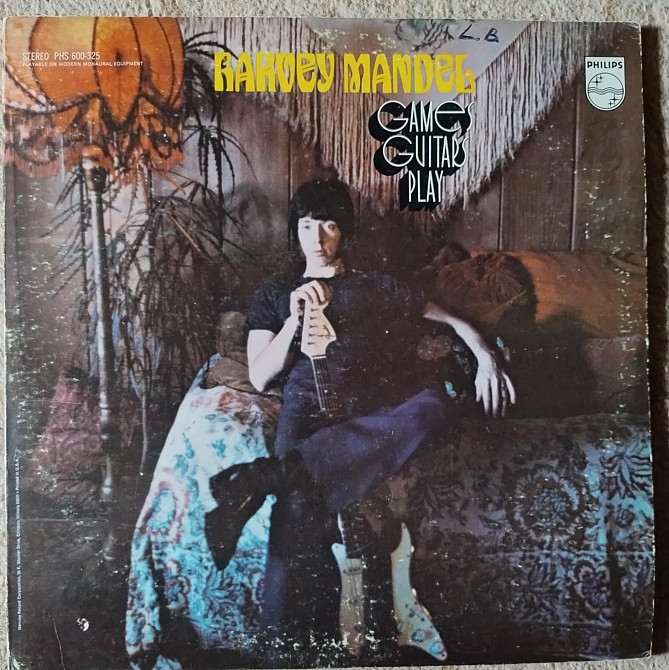 L.B
STEREO PHS 600-325
PLAYABLE ON MODERN MONAURAL EQUIPMENT
HARVEY MANDEL
PHILIPS
GAMES
GUITARS
PLAY